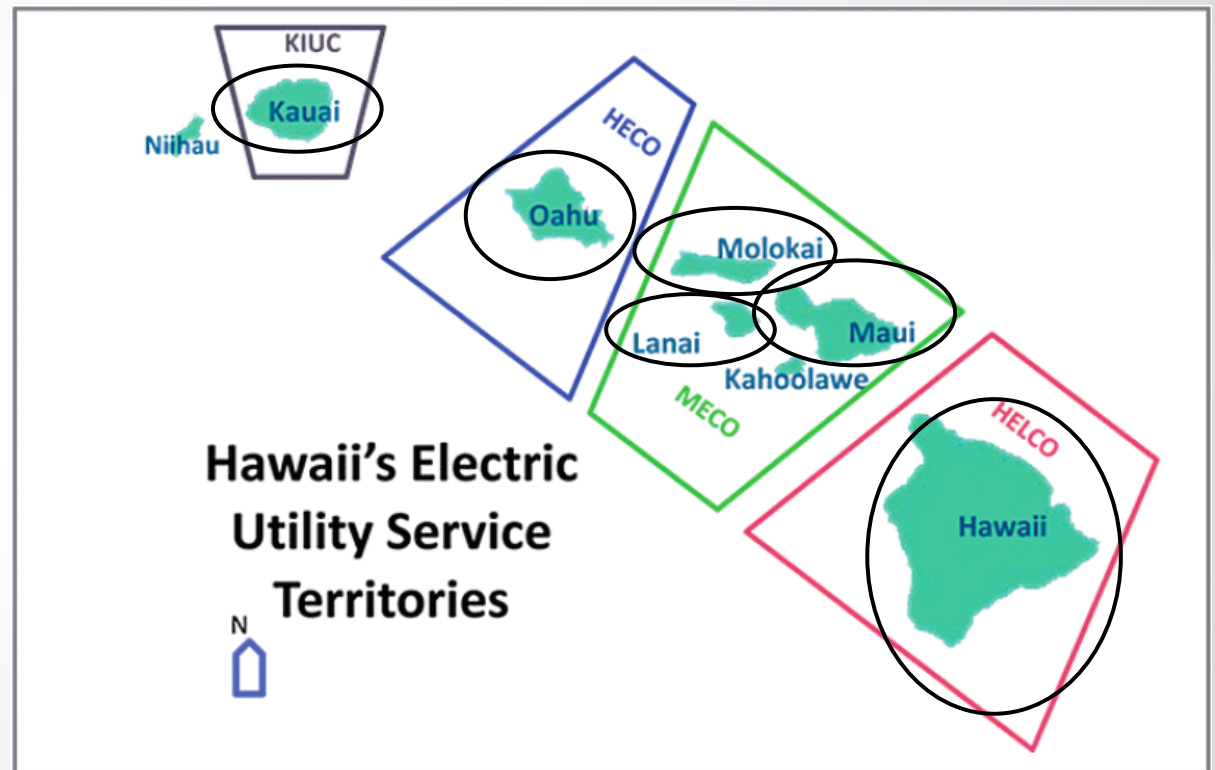 KIUC
Kauai
Niihau
HECO
Oahu
Molokai
Lanai
Maui
Kahoolawe
MECO
HELCO
Hawaii
Hawaii's Electric
Utility Service
Territories
N